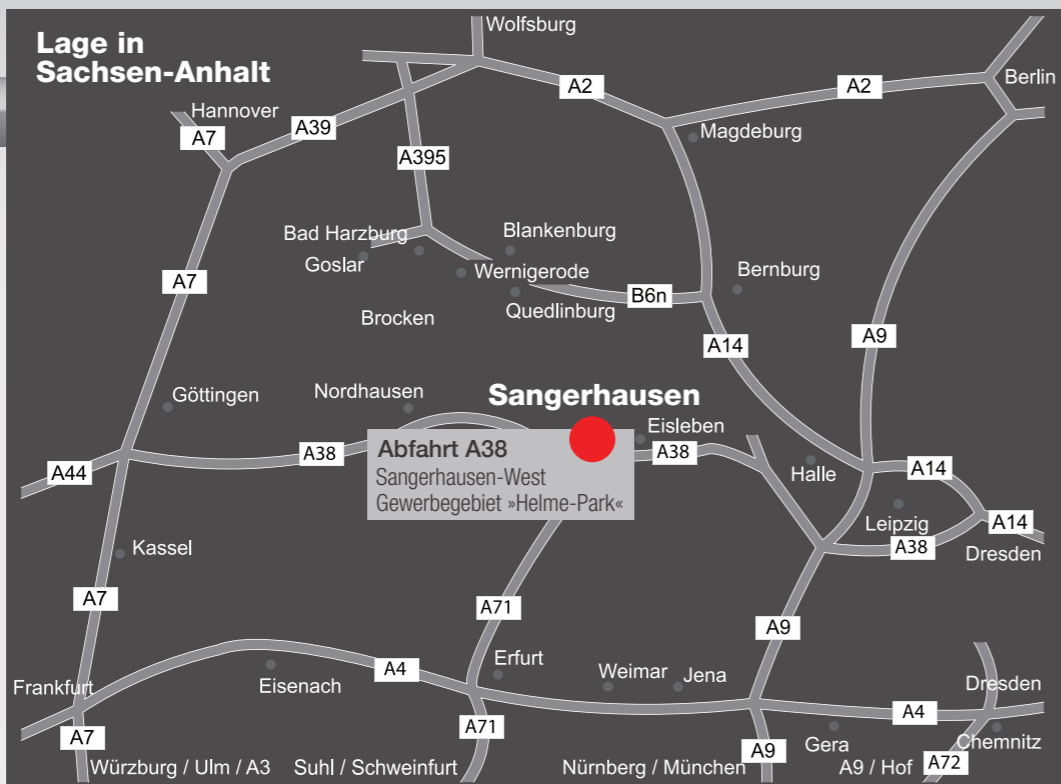 Lage in
Sachsen-Anhalt
Wolfsburg
Berlin
A2
A2
Hannover
A7
A39
Magdeburg
A395
Bad Harzburg
Blankenburg
Goslar
Wernigerode
Bernburg
A7
B6n
Quedlinburg
Brocken
A9
A14
Göttingen
Nordhausen
Sangerhausen
Eisleben
Abfahrt A38
Sangerhausen-West
Gewerbegebiet »Helme-Park«
A38
A38
A44
Halle
A14
Leipzig
A14
A38
Dresden
Kassel
A7
A71
A9
Erfurt
A4
Weimar
Jena
Eisenach
Frankfurt
Dresden
A4
A71
A7
Gera
Chemnitz
A9
A72
Würzburg / Ulm / A3
Suhl / Schweinfurt
Nürnberg / München
A9 / Hof